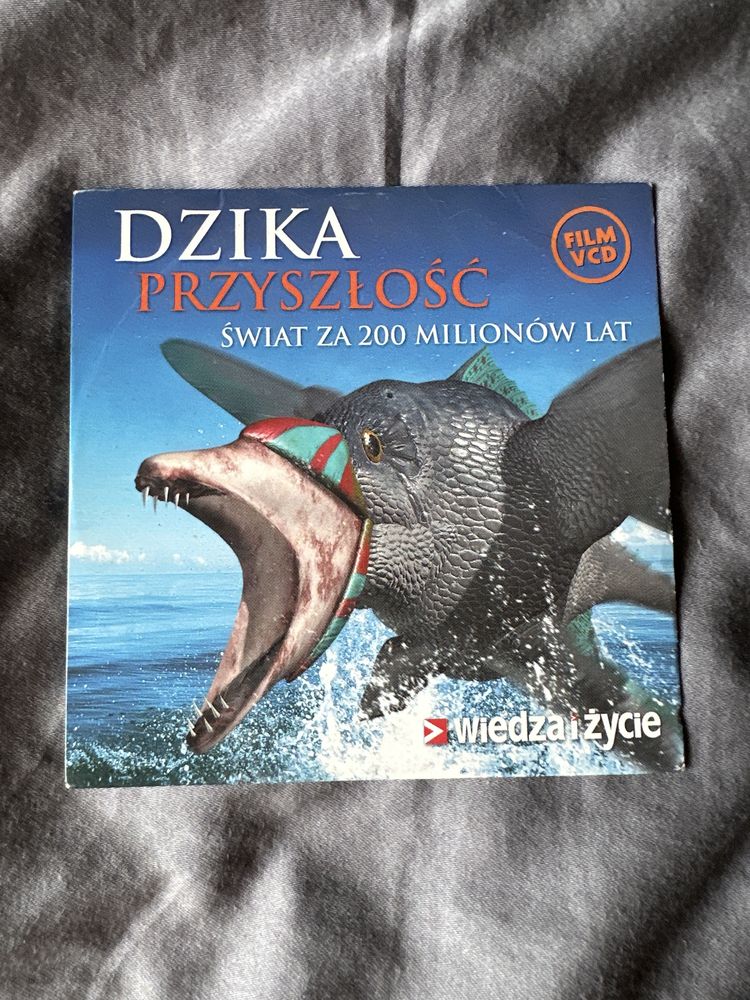 DZIKA
PRZYSZŁOŚĆ
ŚWIAT ZA 200 MILIONÓW LAT
FILM
VCD
wiedza i życie